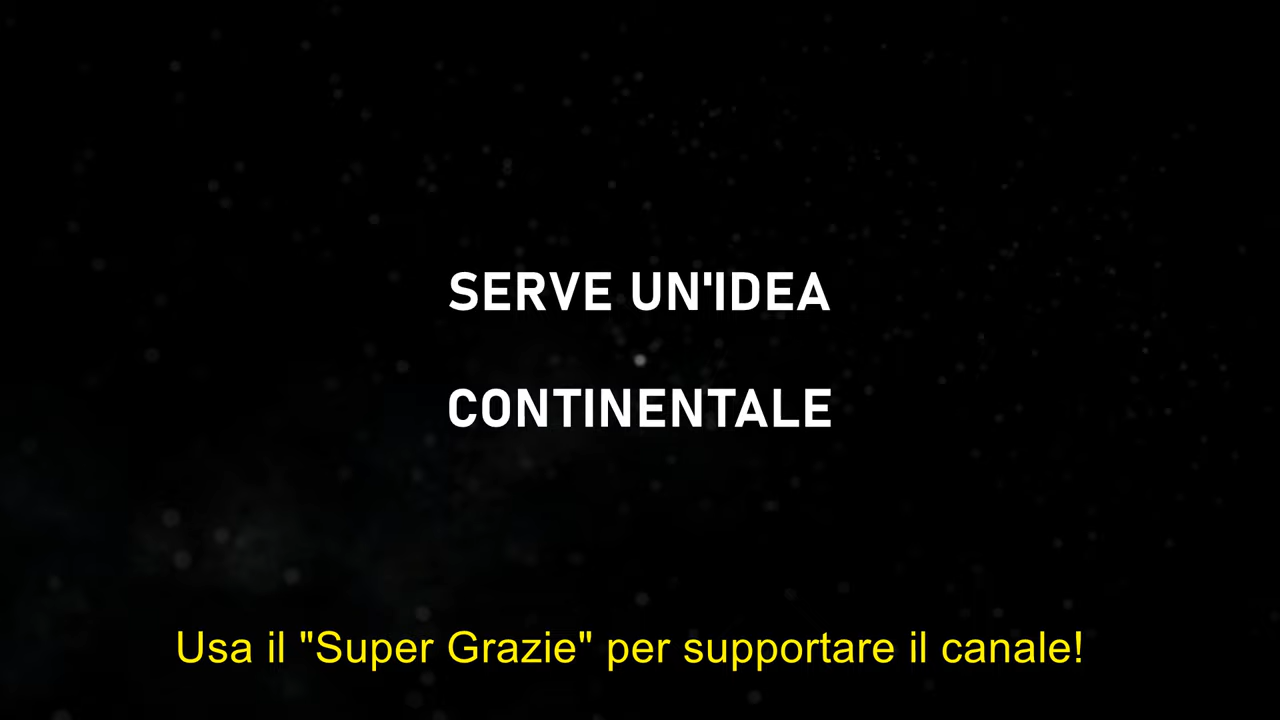 SERVE UN'IDEA
CONTINENTALE
Usa il "Super Grazie" per supportare il canale!